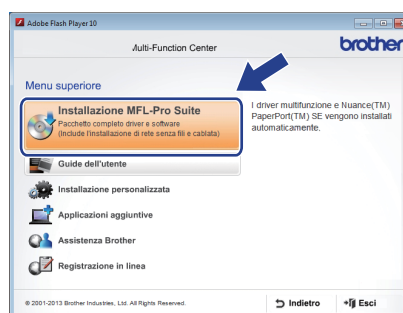 Adobe Flash Player 10
Multi-Function Center
brother
Menu superiore
Installazione MFL-Pro Suite
Pacchetto completo driver e software
(Include l'installazione di rete senza fili e cablata)
I driver multifunzione e Nuance(TM)
PaperPort(TM) SE vengono installati
automaticamente.
Guide dell'utente
Installazione personalizzata
Applicazioni aggiuntive
Assistenza Brother
Registrazione in linea
© 2001-2013 Brother Industries, Ltd. All Rights Reserved.
Indietro
Esci